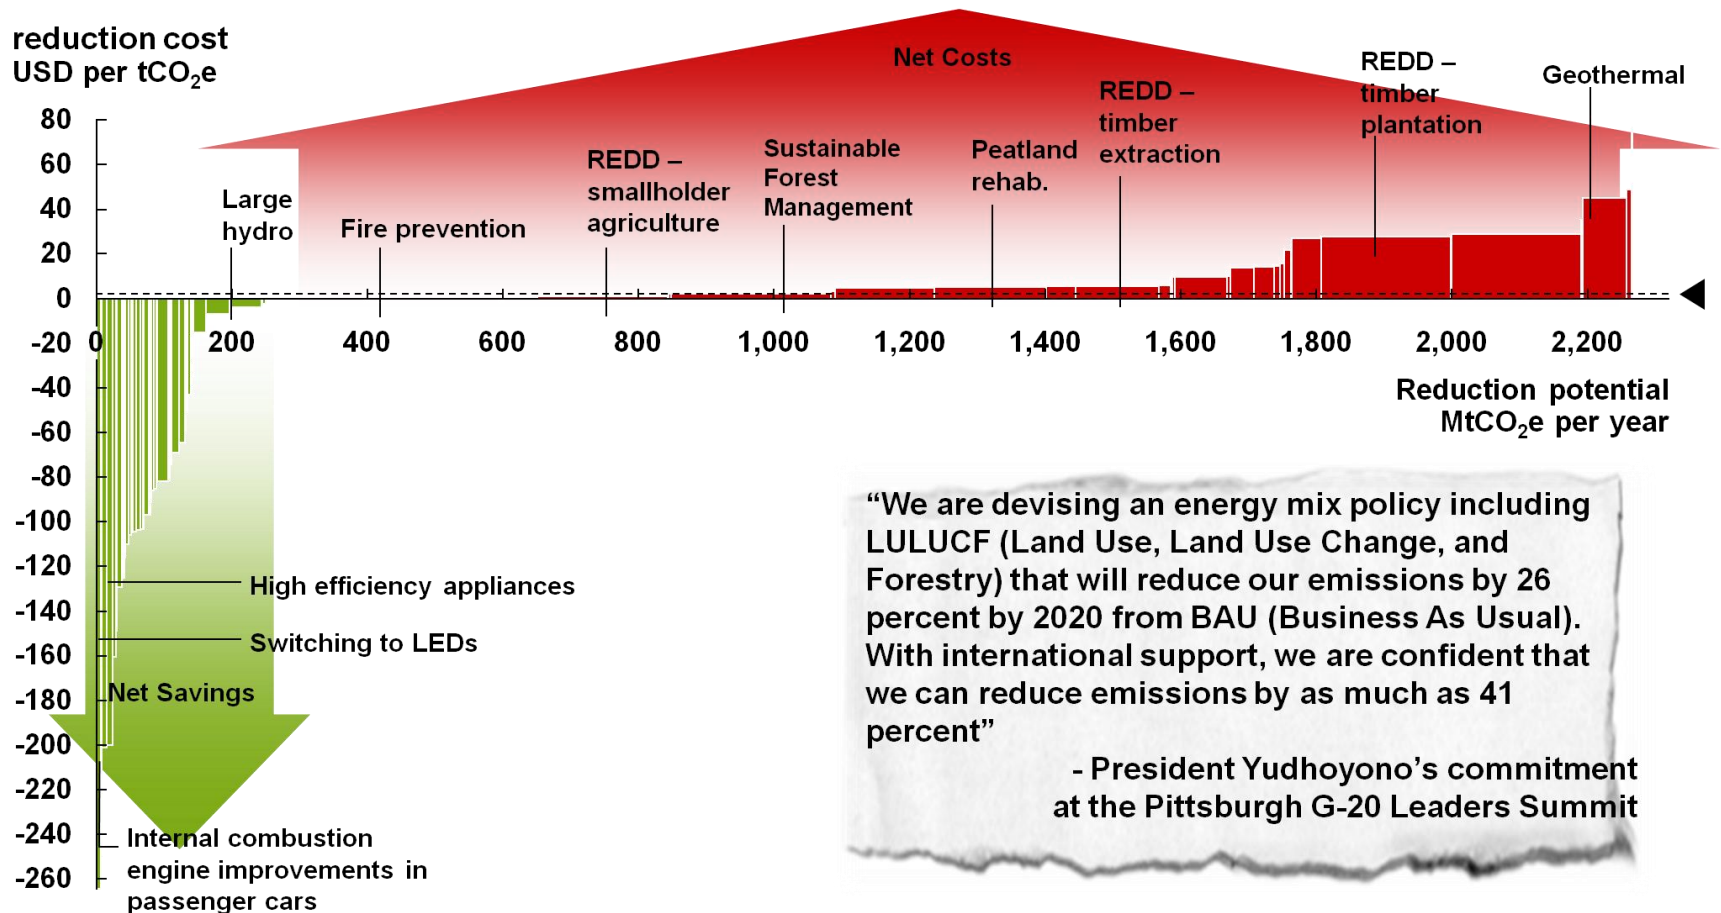 reduction cost
USD per tCO₂e
Net Costs
REDD –
timber
plantation
Geothermal
REDD –
timber
extraction
Sustainable
Forest
Management
Peatland
rehab.
REDD –
smallholder
agriculture
Large
hydro
Fire prevention
80
60
40
20
0
-20
-40
-60
-80
-100
-120
-140
-160
-180
-200
-220
-240
-260
0 200 400 600 800 1,000 1,200 1,400 1,600 1,800 2,000 2,200
Reduction potential
MtCO₂e per year
High efficiency appliances
Switching to LEDs
Net Savings
Internal combustion
engine improvements in
passenger cars
“We are devising an energy mix policy including
LULUCF (Land Use, Land Use Change, and
Forestry) that will reduce our emissions by 26
percent by 2020 from BAU (Business As Usual).
With international support, we are confident that
we can reduce emissions by as much as 41
percent”
- President Yudhoyono’s commitment
at the Pittsburgh G-20 Leaders Summit